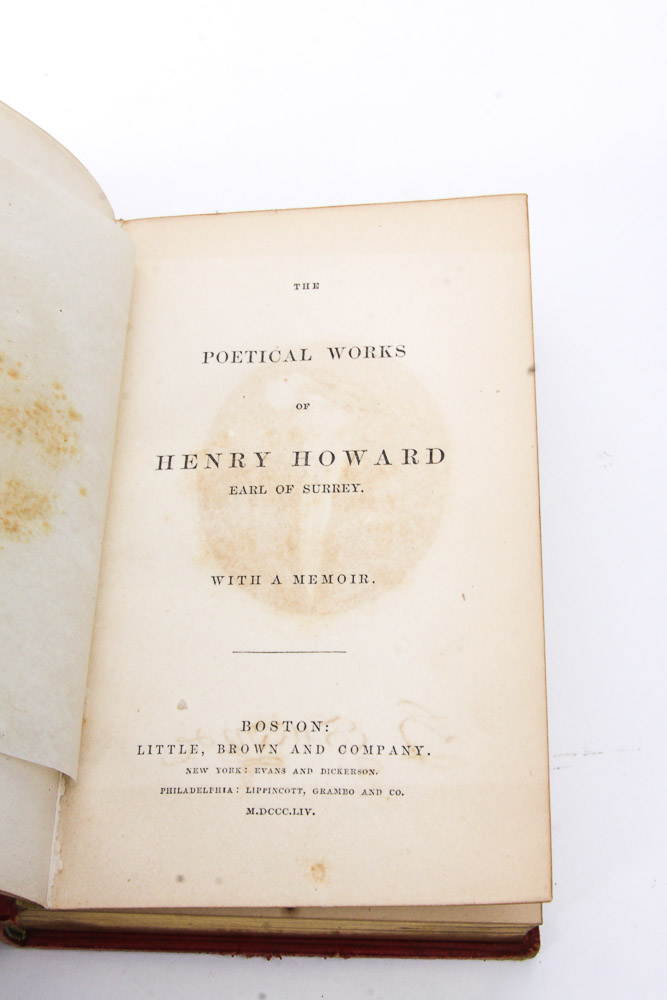 THE
POETICAL WORKS
OF
HENRY HOWARD
EARL OF SURREY.
WITH A MEMOIR.
BOSTON:
LITTLE, BROWN AND COMPANY.
NEW YORK: EVANS AND DICKERSON.
PHILADELPHIA: LIPPINCOTT, GRAMBO AND CO.
M.DCCC.LIV.